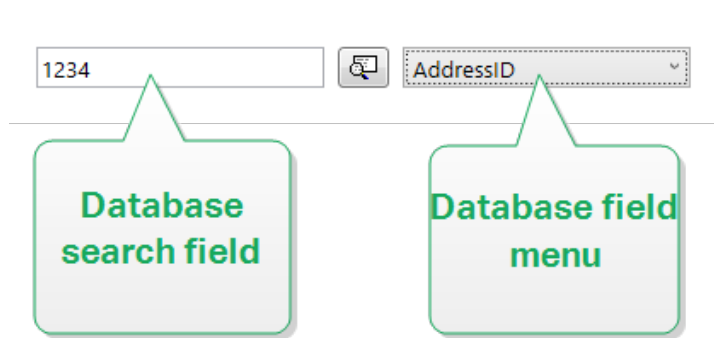 1234
AddressID
Database
search field
Database field
menu